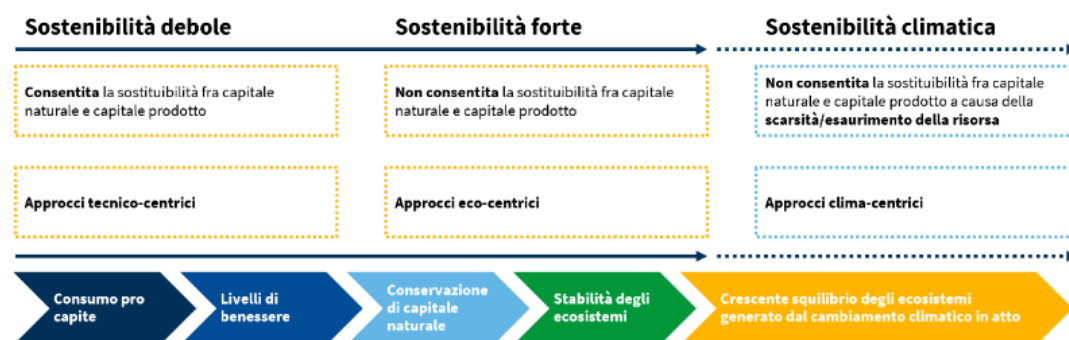 Sostenibilità debole
Sostenibilità forte
Sostenibilità climatica
Consentita la sostituibilità fra capitale
naturale e capitale prodotto
Non consentita la sostituibilità fra capitale
naturale e capitale prodotto
Non consentita la sostituibilità fra capitale
naturale e capitale prodotto a causa della
scarsità/esaurimento della risorsa
Approcci tecnico-centrici
Approcci eco-centrici
Approcci clima-centrici
Consumo pro
capite
Livelli di
benessere
Conservazione
di capitale
naturale
Stabilità degli
ecosistemi
Crescente squilibrio degli ecosistemi
generato dal cambiamento climatico in atto